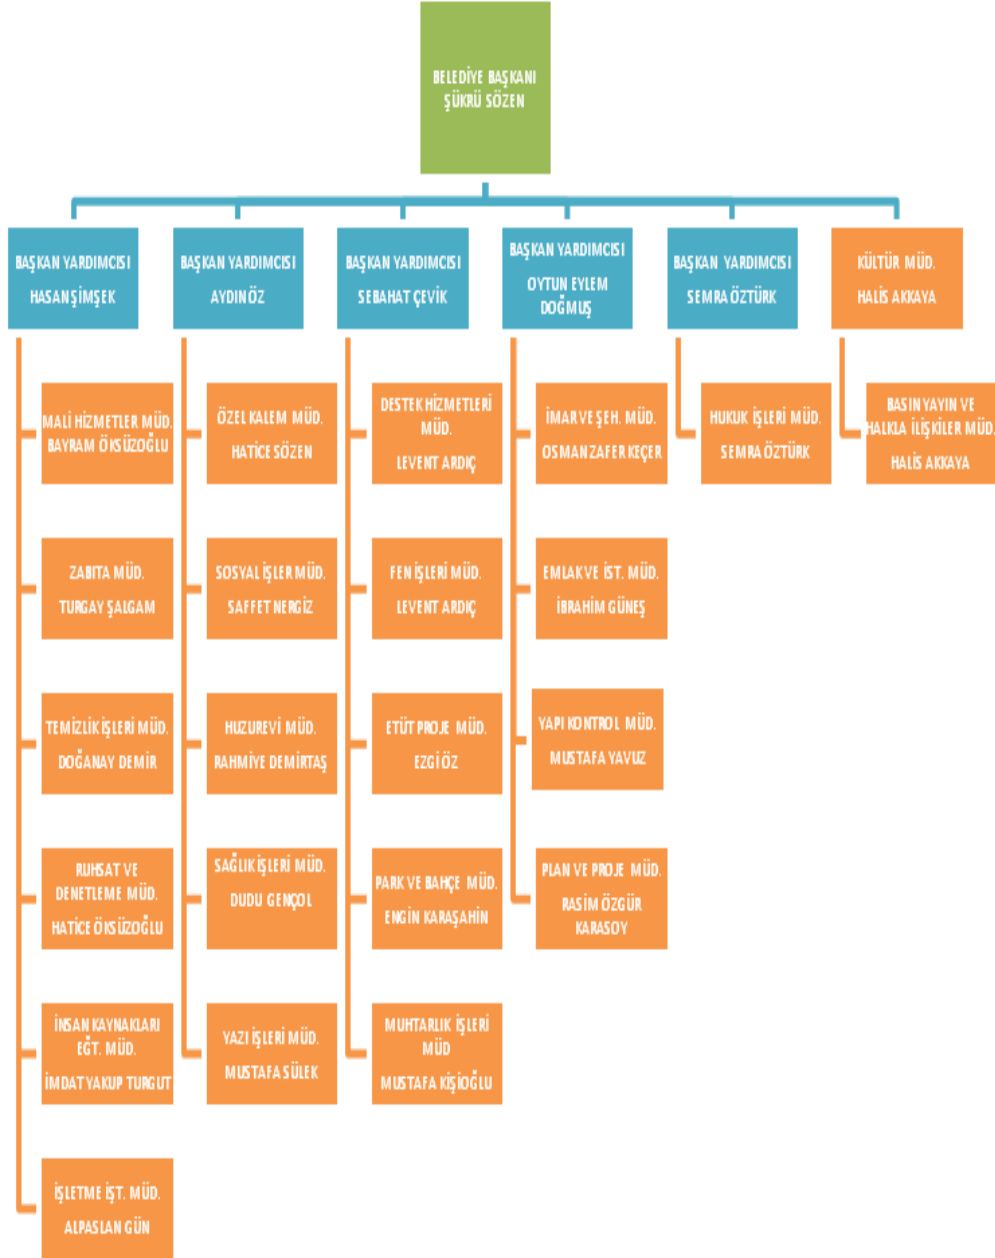 BELEDİYE BAŞKANI
ŞÜKRÜ SÖZEN
BAŞKAN YARDIMCISI
HASAN ŞİMŞEK
MALİ HİZMETLER MÜD.
BAYRAM ÖKSÜZOĞLU
ZABITA MÜD.
TURGAY ŞALGAM
TEMİZLİK İŞLERİ MÜD.
DOĞANAY DEMİR
RUHSAT VE
DENETLEME MÜD.
HATİCE ÖKSÜZOĞLU
İNSAN KAYNAKLARI
EĞT. MÜD.
İMDAT YAKUP TURGUT
İŞLETME İŞT. MÜD.
ALPASLAN GÜN
BAŞKAN YARDIMCISI
AYDIN ÖZ
ÖZEL KALEM MÜD.
HATİCE SÖZEN
SOSYAL İŞLER MÜD.
SAFFET NERGİZ
HUZUREVİ MÜD.
RAHMİYE DEMİRTAŞ
SAĞLIK İŞLERİ MÜD.
DUDU GENÇOL
YAZI İŞLERİ MÜD.
MUSTAFA SÜLEK
BAŞKAN YARDIMCISI
SEBAHAT ÇEVİK
DESTEK HİZMETLERİ
MÜD.
LEVENT ARDIÇ
FEN İŞLERİ MÜD.
LEVENT ARDIÇ
ETÜT PROJE MÜD.
EZGİ ÖZ
PARK VE BAHÇE MÜD.
ENGİN KARAŞAHİN
MUHTARLIK İŞLERİ
MÜD
MUSTAFA KİŞİOĞLU
BAŞKAN YARDIMCISI
OYTUN EYLEM
DOĞMUŞ
İMAR VE ŞEH. MÜD.
OSMAN ZAFER KEÇER
EMLAK VE İST. MÜD.
İBRAHİM GÜNEŞ
YAPI KONTROL MÜD.
MUSTAFA YAVUZ
PLAN VE PROJE MÜD.
RASİM ÖZGÜR
KARASOY
BAŞKAN YARDIMCISI
SEMRA ÖZTÜRK
HUKUK İŞLERİ MÜD.
SEMRA ÖZTÜRK
KÜLTÜR MÜD.
HALİS AKKAYA
BASIN YAYIN VE
HALKLA İLİŞKİLER MÜD.
HALİS AKKAYA